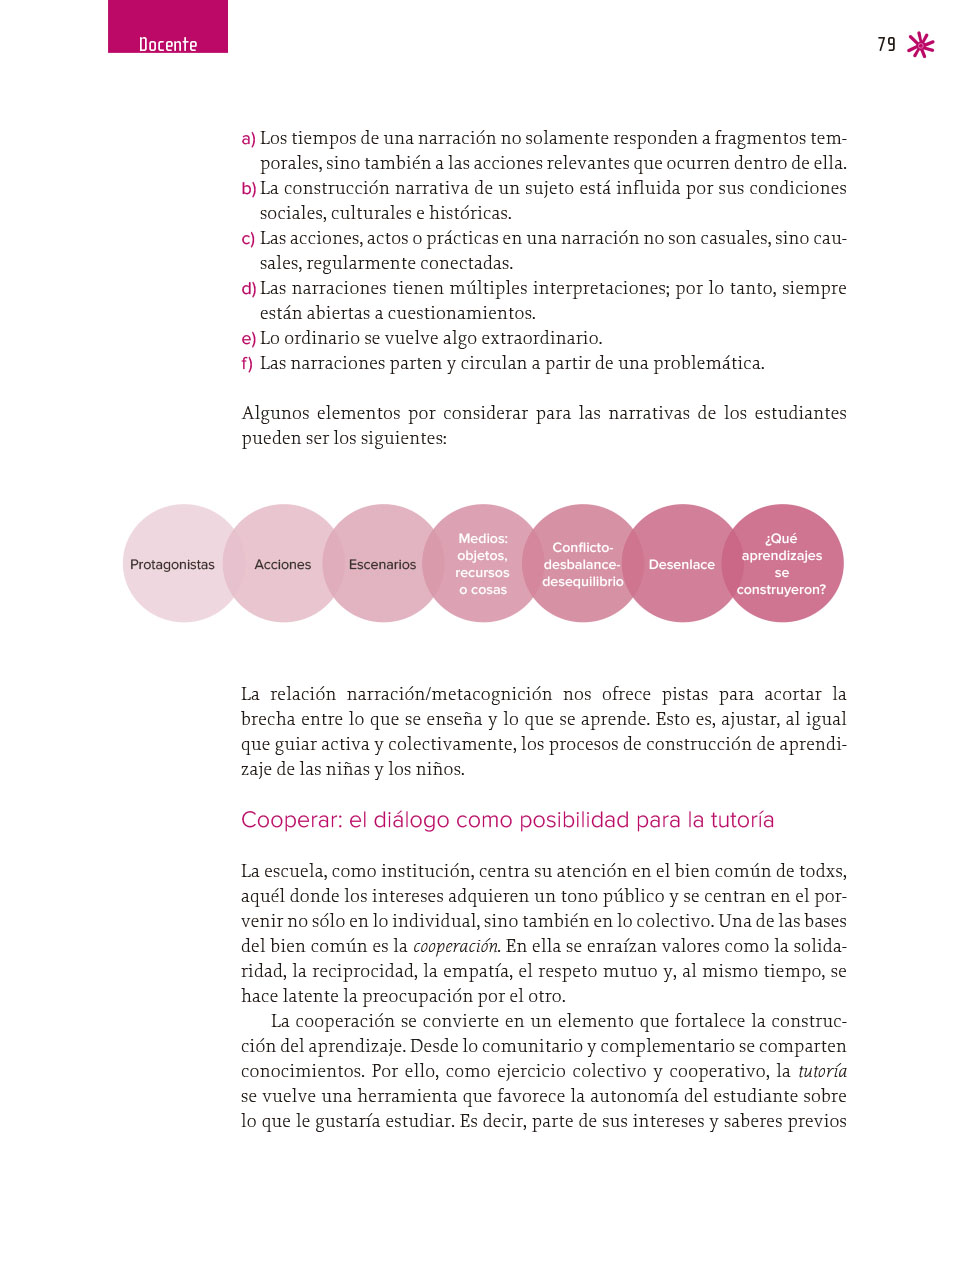 Docente
79
a) Los tiempos de una narración no solamente responden a fragmentos tem-
porales, sino también a las acciones relevantes que ocurren dentro de ella.
b) La construcción narrativa de un sujeto está influida por sus condiciones
sociales, culturales e históricas.
c) Las acciones, actos o prácticas en una narración no son casuales, sino cau-
sales, regularmente conectadas.
d) Las narraciones tienen múltiples interpretaciones; por lo tanto, siempre
están abiertas a cuestionamientos.
e) Lo ordinario se vuelve algo extraordinario.
f) Las narraciones parten y circulan a partir de una problemática.
Algunos elementos por considerar para las narrativas de los estudiantes
pueden ser los siguientes:
Protagonistas
Acciones
Escenarios
Medios:
objetos,
recursos
o cosas
Conflicto-
desbalance-
desequilibrio
Desenlace
¿Qué
aprendizajes
se
construyeron?
La relación narración/metacognición nos ofrece pistas para acortar la
brecha entre lo que se enseña y lo que se aprende. Esto es, ajustar, al igual
que guiar activa y colectivamente, los procesos de construcción de aprendi-
zaje de las niñas y los niños.
Cooperar: el diálogo como posibilidad para la tutoría
La escuela, como institución, centra su atención en el bien común de todxs,
aquél donde los intereses adquieren un tono público y se centran en el por-
venir no sólo en lo individual, sino también en lo colectivo. Una de las bases
del bien común es la cooperación. En ella se enraízan valores como la solida-
ridad, la reciprocidad, la empatía, el respeto mutuo y, al mismo tiempo, se
hace latente la preocupación por el otro.
La cooperación se convierte en un elemento que fortalece la construc-
ción del aprendizaje. Desde lo comunitario y complementario se comparten
conocimientos. Por ello, como ejercicio colectivo y cooperativo, la tutoría
se vuelve una herramienta que favorece la autonomía del estudiante sobre
lo que le gustaría estudiar. Es decir, parte de sus intereses y saberes previos